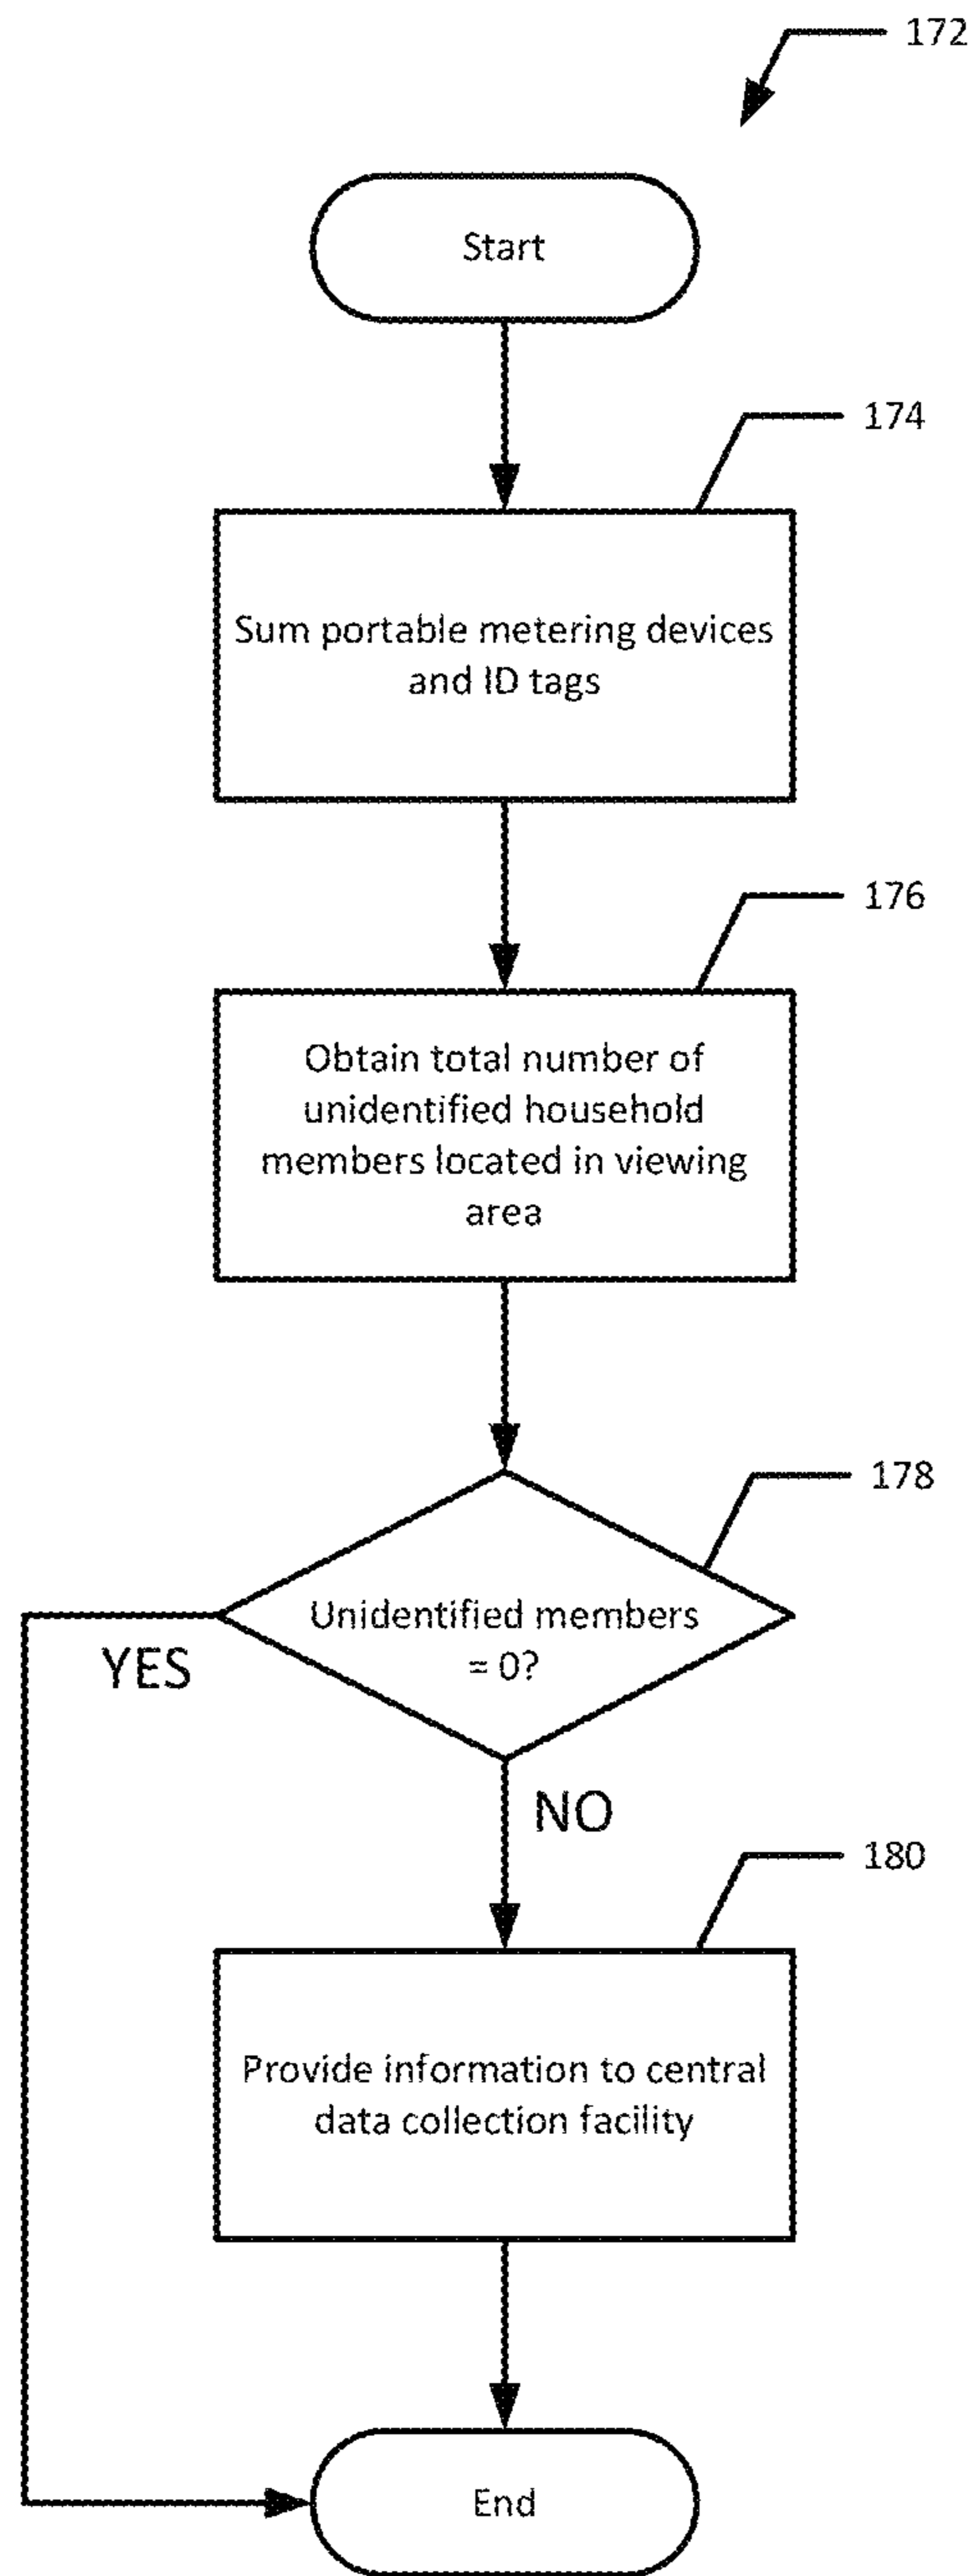 172
Start
174
Sum portable metering devices
and ID tags
176
Obtain total number of
unidentified household
members located in viewing
area
178
Unidentified members
= 0?
YES
NO
180
Provide information to central
data collection facility
End